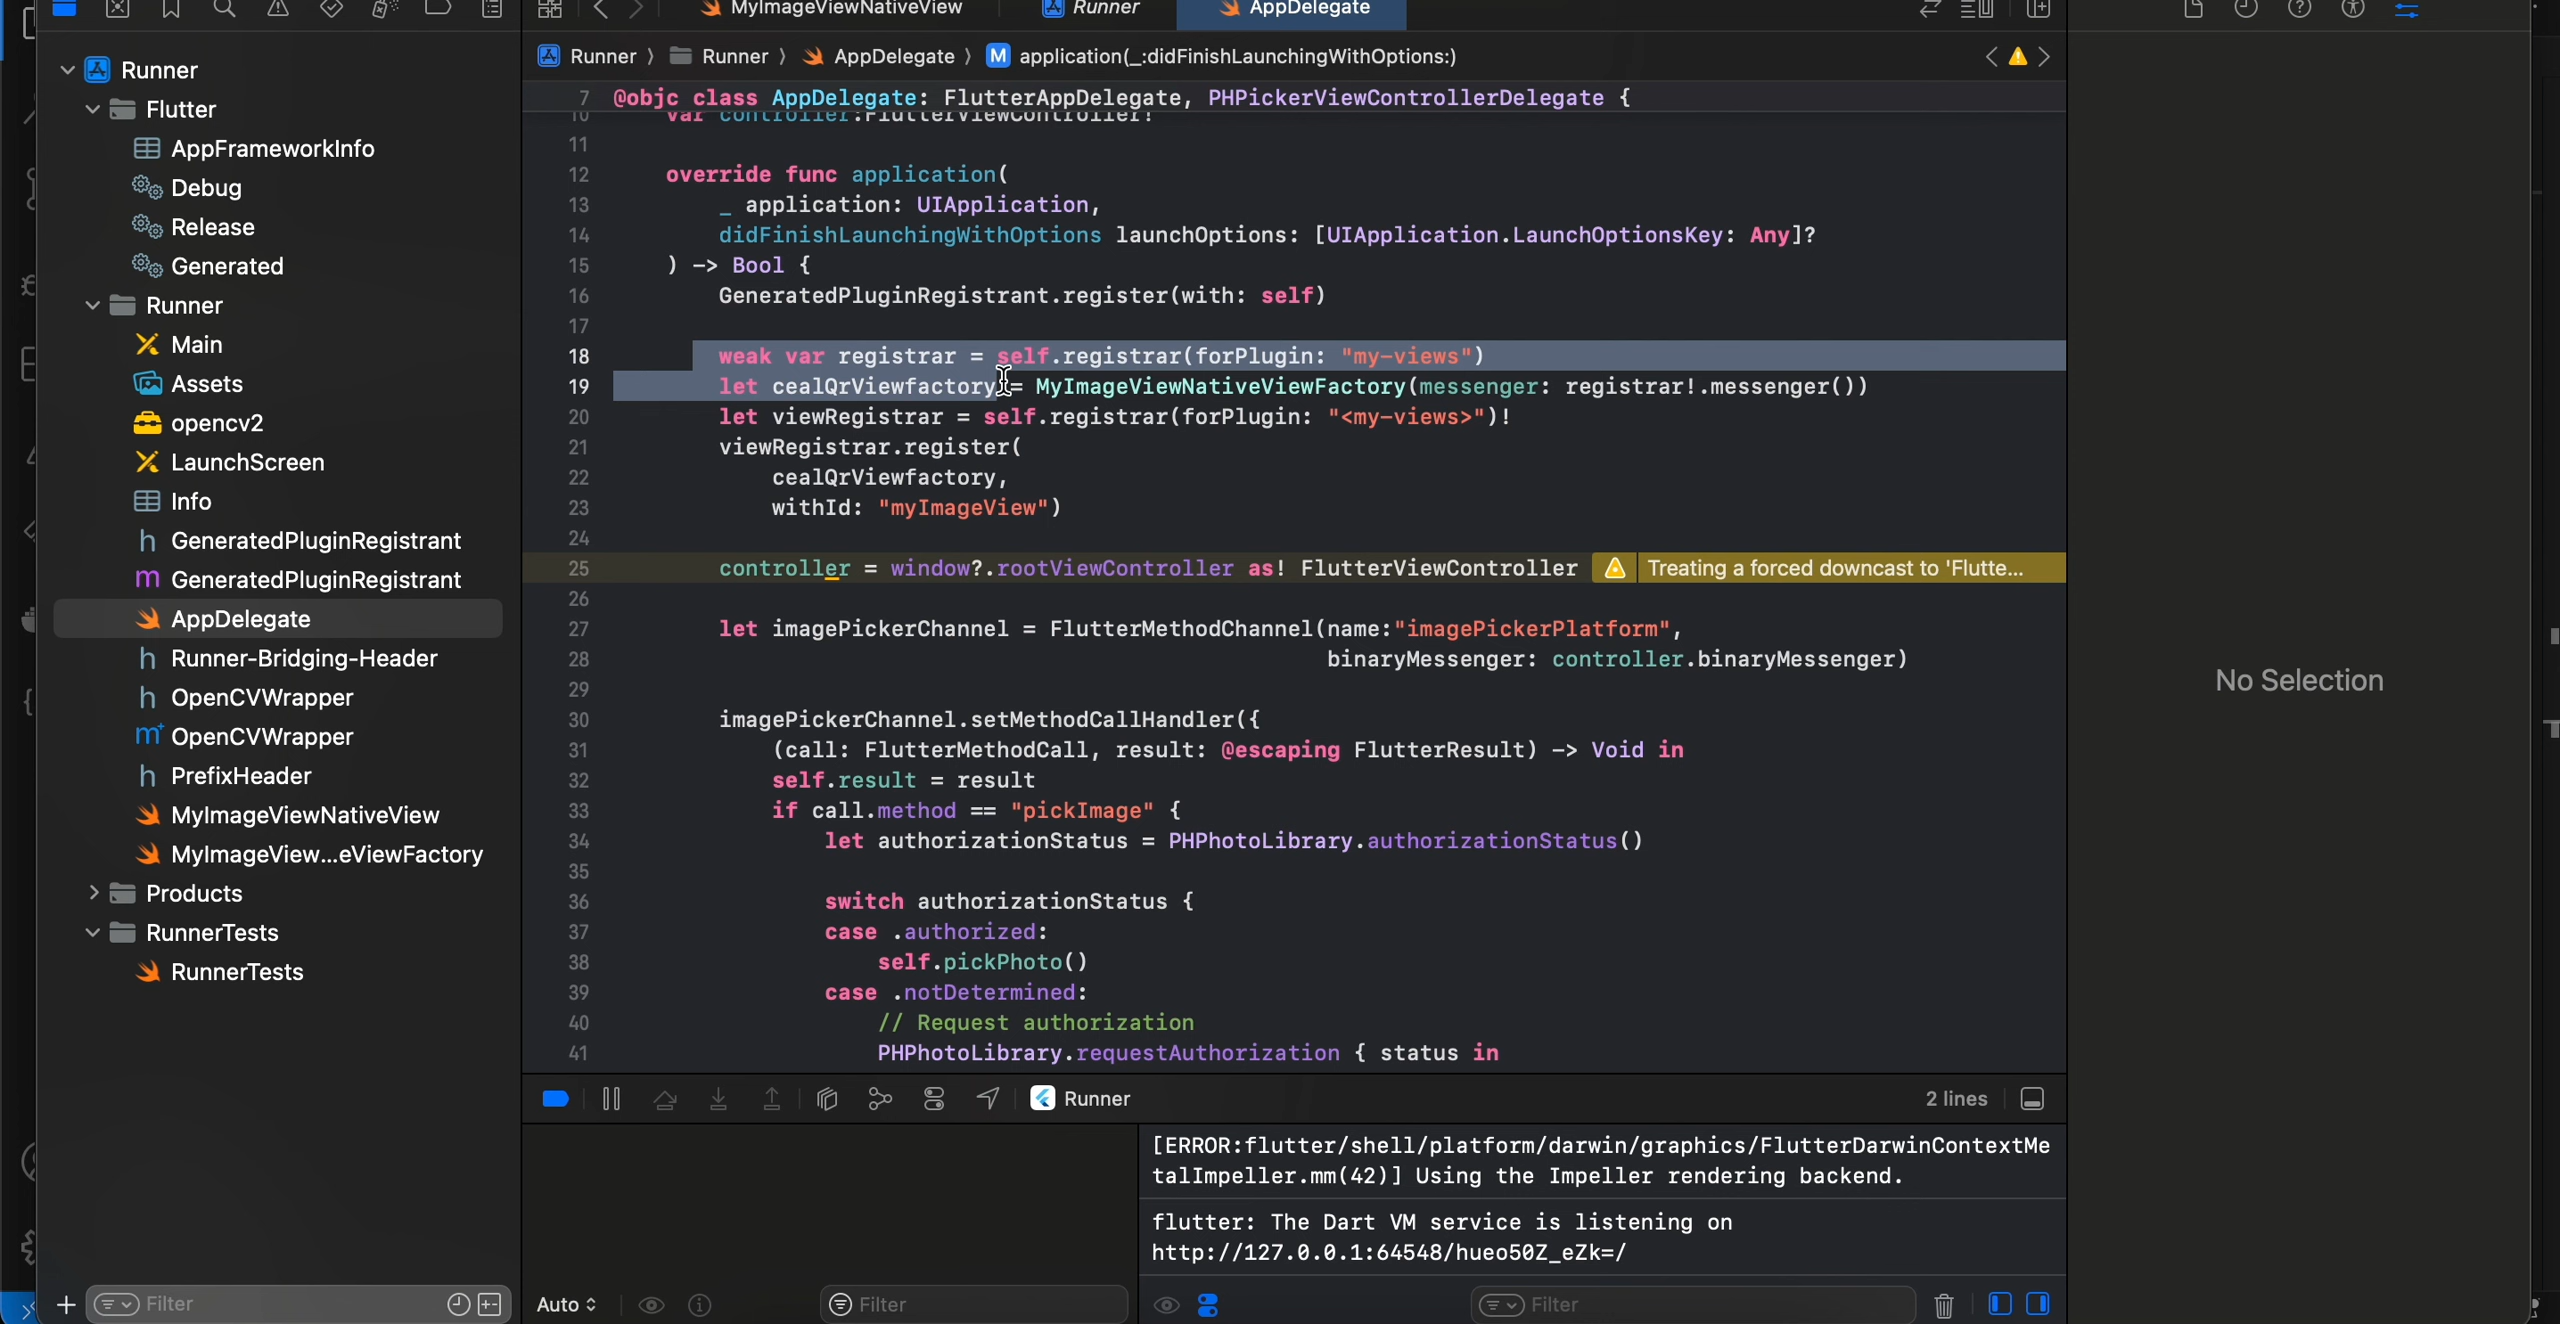 MyImageViewNativeView
Runner
AppDelegate
Runner
Flutter
AppFrameworkInfo
Debug
Release
Generated
Runner
Main
Assets
opencv2
LaunchScreen
Info
GeneratedPluginRegistrant
GeneratedPluginRegistrant
AppDelegate
Runner-Bridging-Header
OpenCVWrapper
OpenCVWrapper
PrefixHeader
MyImageViewNativeView
MyImageView...eViewFactory
Products
RunnerTests
RunnerTests
Filter
Runner 〉 Runner 〉 AppDelegate 〉 M application(_:didFinishLaunchingWithOptions:)
7 @objc class AppDelegate: FlutterAppDelegate, PHPickerViewControllerDelegate {
10 var controller:FlutterViewController!
11
12 override func application(
13 _ application: UIApplication,
14 didFinishLaunchingWithOptions launchOptions: [UIApplication.LaunchOptionsKey: Any]?
15 ) -> Bool {
16 GeneratedPluginRegistrant.register(with: self)
17
18 weak var registrar = self.registrar(forPlugin: "my-views")
19 let cealQrViewfactory = MyImageViewNativeViewFactory(messenger: registrar!.messenger())
20 let viewRegistrar = self.registrar(forPlugin: "<my-views>")!
21 viewRegistrar.register(
22 cealQrViewfactory,
23 withId: "myImageView")
24
25 controller = window?.rootViewController as! FlutterViewController Treating a forced downcast to 'Flutte...
26
27 let imagePickerChannel = FlutterMethodChannel(name:"imagePickerPlatform",
28 binaryMessenger: controller.binaryMessenger)
29
30 imagePickerChannel.setMethodCallHandler({
31 (call: FlutterMethodCall, result: @escaping FlutterResult) -> Void in
32 self.result = result
33 if call.method == "pickImage" {
34 let authorizationStatus = PHPhotoLibrary.authorizationStatus()
35
36 switch authorizationStatus {
37 case .authorized:
38 self.pickPhoto()
39 case .notDetermined:
40 // Request authorization
41 PHPhotoLibrary.requestAuthorization { status in
Runner
2 lines
[ERROR:flutter/shell/platform/darwin/graphics/FlutterDarwinContextMe
talImpeller.mm(42)] Using the Impeller rendering backend.
flutter: The Dart VM service is listening on
http://127.0.0.1:64548/hueo50Z_eZk=/
Auto
Filter
Filter
No Selection